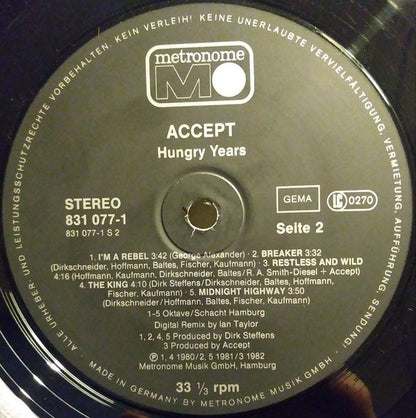 metronome
ACCEPT
Hungry Years
STEREO
831 077-1
831 077-1 S 2
GEMA
LC 0270
Seite 2
1. I'M A REBEL 3:42 (George Alexander) · 2. BREAKER 3:32
(Dirkschneider, Hoffmann, Baltes, Fischer, Kaufmann) · 3. RESTLESS AND WILD
4:16 (Hoffmann, Kaufmann, Dirkschneider, Baltes / R. A. Smith-Diesel + Accept)
4. THE KING 4:10 (Dirk Steffens / Dirkschneider, Baltes, Hoffmann,
Fischer, Kaufmann) · 5. MIDNIGHT HIGHWAY 3:50
(Dirkschneider / Hoffmann, Baltes, Fischer, Kaufmann)
1-5 Oktave/Schacht Hamburg
Digital Remix by Ian Taylor
1, 2, 4, 5 Produced by Dirk Steffens
3 Produced by Accept
℗ 1, 4 1980 / 2, 5 1981 / 3 1982
Metronome Musik GMBH, Hamburg
33 ⅓ rpm
ALLE URHEBER UND LEISTUNGSSCHUTZRECHTE VORBEHALTEN. KEIN VERLEIH! KEINE UNERLAUBTE VERVIELFÄLTIGUNG, VERMIETUNG, AUFFÜHRUNG, SENDUNG!
MADE IN GERMANY BY METRONOME MUSIK GMBH